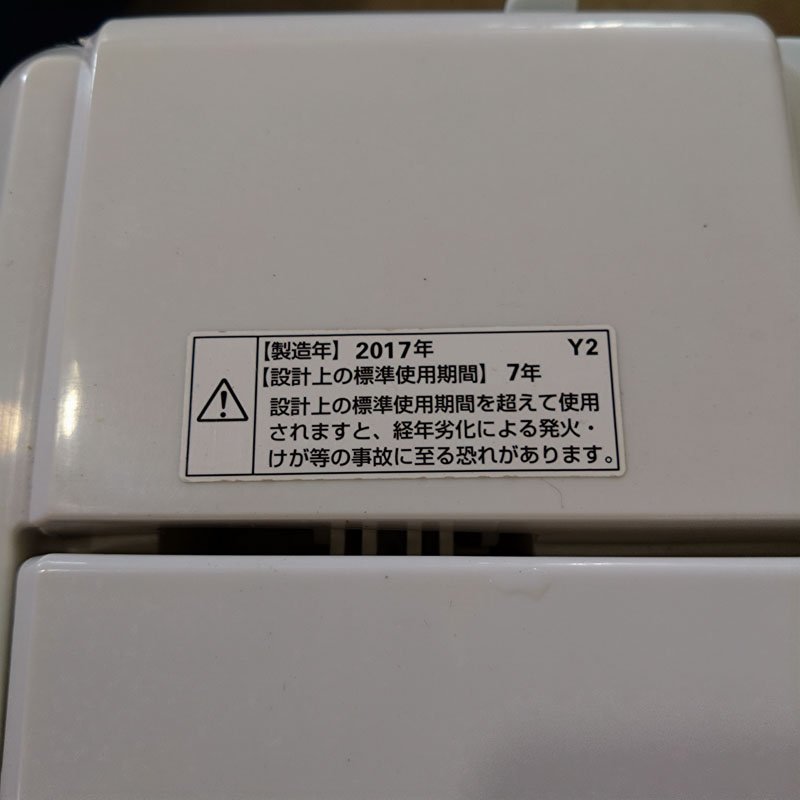 【製造年】 2017年 Y2
【設計上の標準使用期間】 7年
設計上の標準使用期間を超えて使用
されますと、経年劣化による発火・
けが等の事故に至る恐れがあります。